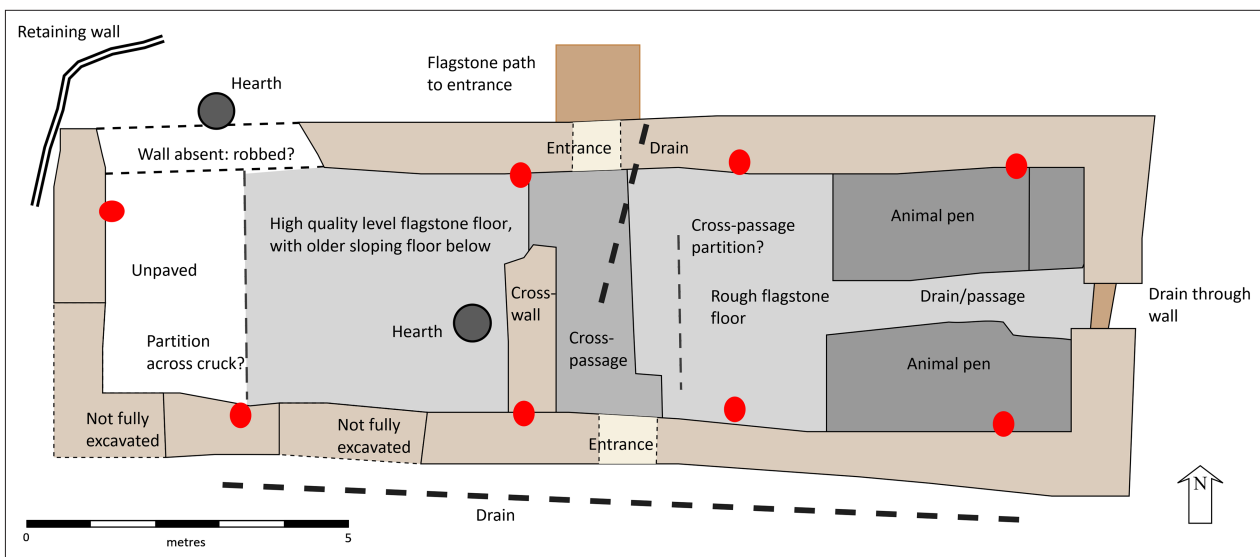 Retaining wall
Hearth
Flagstone path
to entrance
Wall absent: robbed?
Entrance
Drain
High quality level flagstone floor,
with older sloping floor below
Cross-passage
partition?
Animal pen
Unpaved
Cross-
wall
Rough flagstone
floor
Drain/passage
Drain through
wall
Hearth
Partition
across cruck?
Cross-
passage
Animal pen
Not fully
excavated
Not fully
excavated
Entrance
Drain
N
0
5
metres